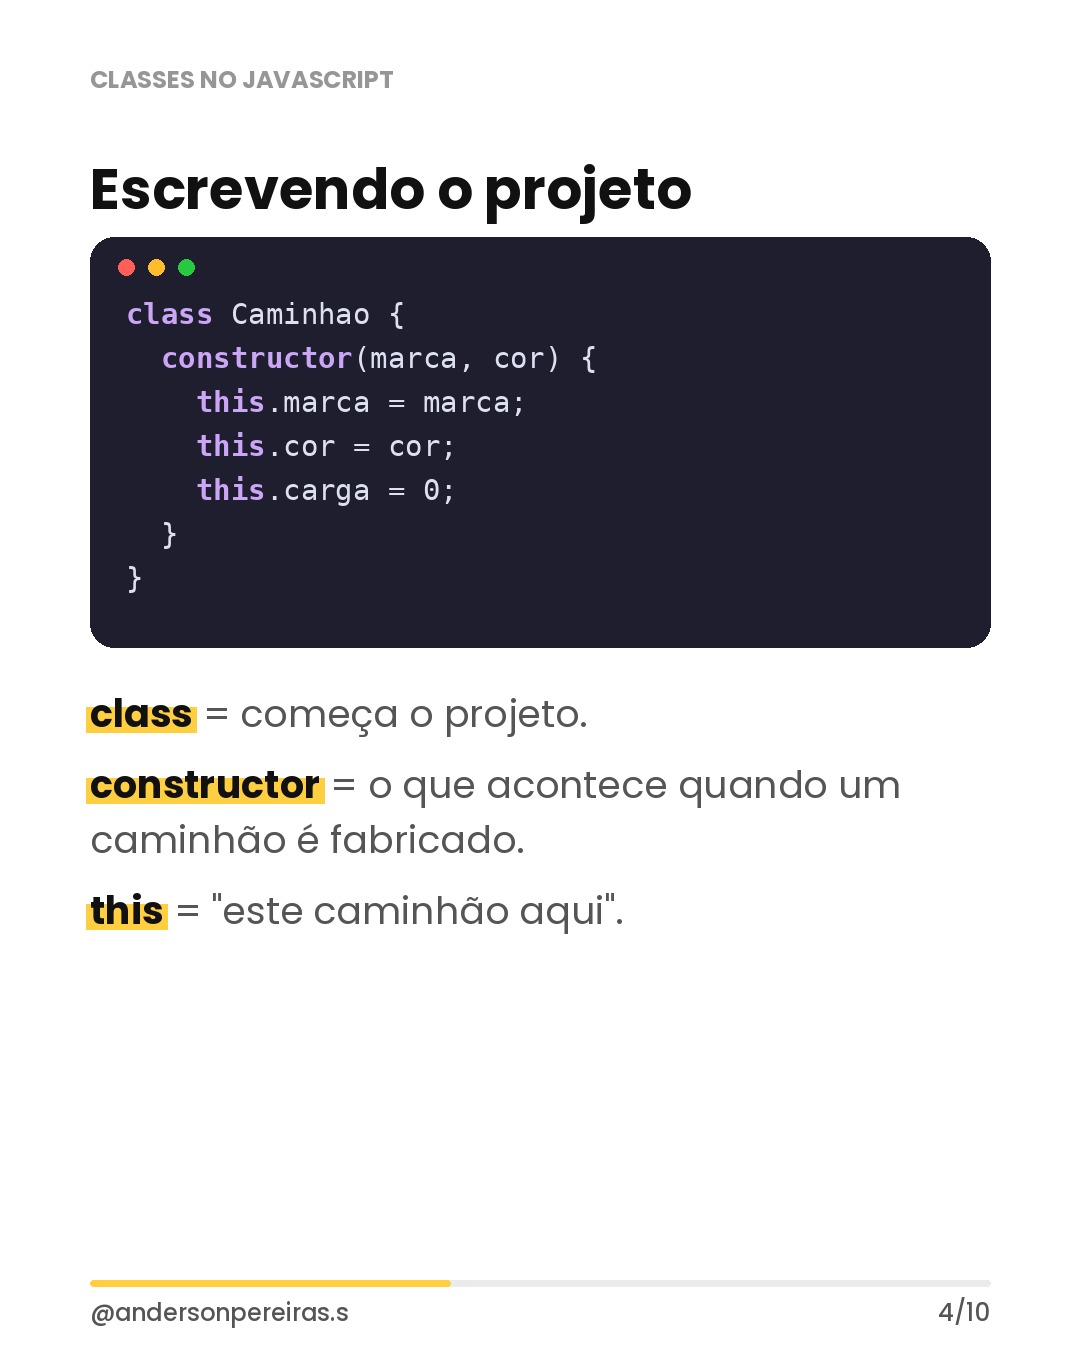 CLASSES NO JAVASCRIPT
Escrevendo o projeto
class Caminhao {
  constructor(marca, cor) {
    this.marca = marca;
    this.cor = cor;
    this.carga = 0;
  }
}
class = começa o projeto.
constructor = o que acontece quando um
caminhão é fabricado.
this = "este caminhão aqui".
@andersonpereiras.s
4/10